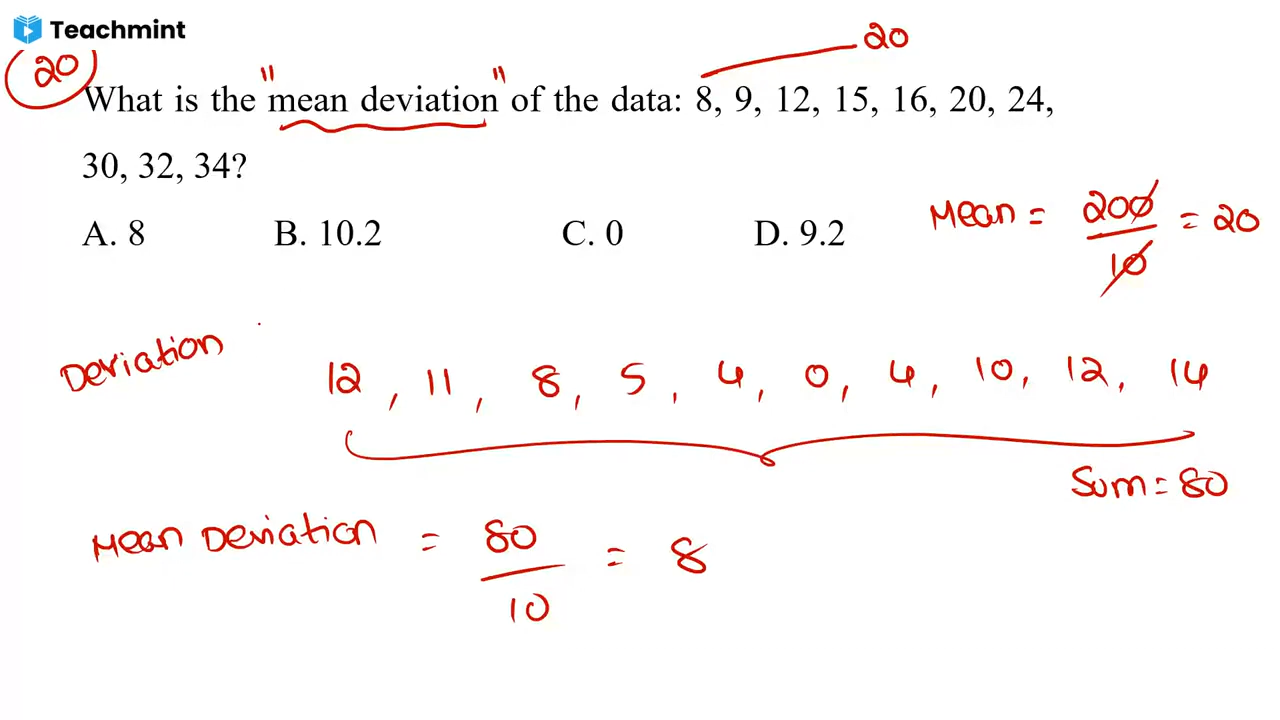 Teachmint
20
20
What is the "mean deviation" of the data: 8, 9, 12, 15, 16, 20, 24,
30, 32, 34?
A. 8 B. 10.2 C. 0 D. 9.2
Mean = 200/10 = 20
Deviation
12, 11, 8, 5, 4, 0, 4, 10, 12, 14
Sum = 80
Mean Deviation = 80/10 = 8